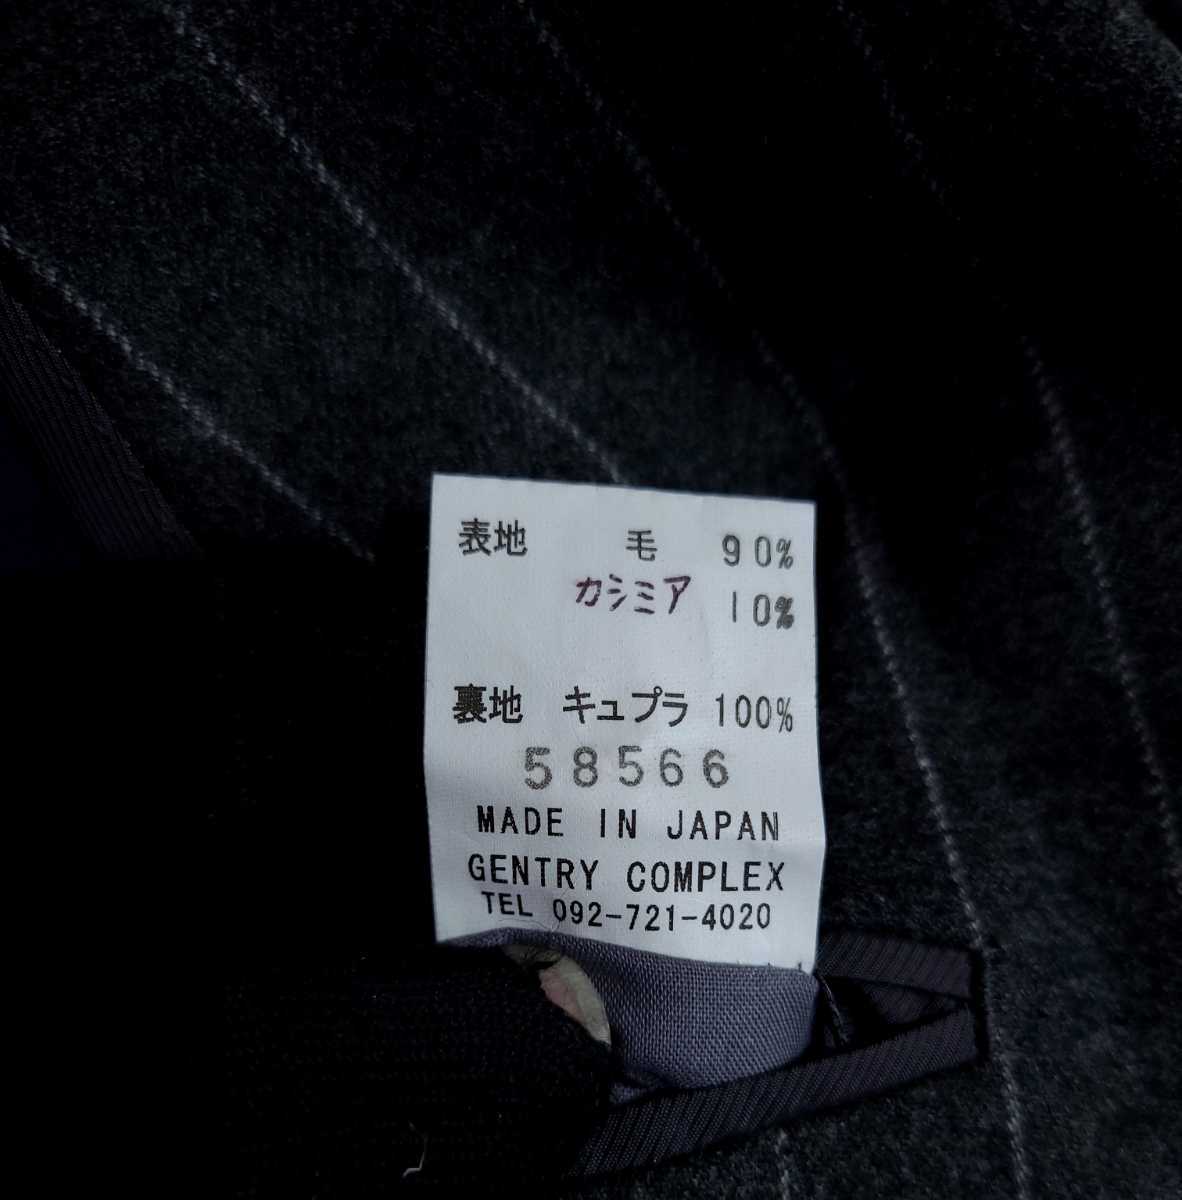 表地 毛 90%
カシミア 10%
裏地 キュプラ 100%
58566
MADE IN JAPAN
GENTRY COMPLEX
TEL 092-721-4020